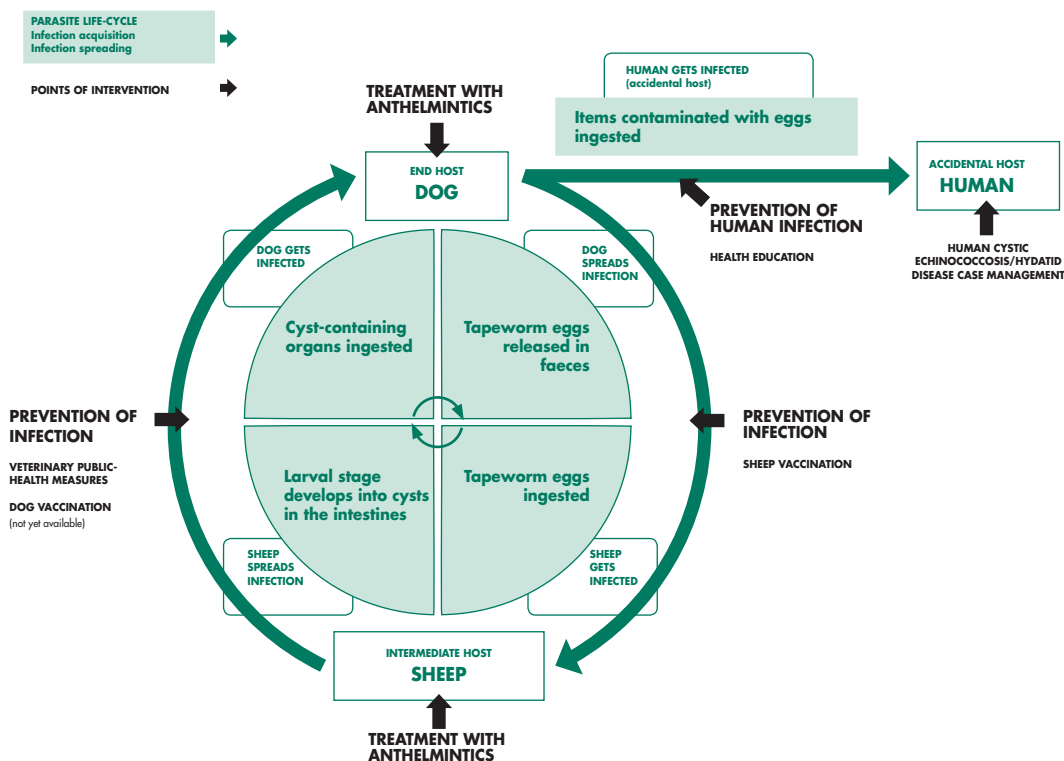 PARASITE LIFE-CYCLE
Infection acquisition
Infection spreading
POINTS OF INTERVENTION
TREATMENT WITH
ANTHELMINTICS
HUMAN GETS INFECTED
(accidental host)
Items contaminated with eggs
ingested
END HOST
DOG
ACCIDENTAL HOST
HUMAN
PREVENTION OF
HUMAN INFECTION
HEALTH EDUCATION
HUMAN CYSTIC
ECHINOCOCCOSIS/HYDATID
DISEASE CASE MANAGEMENT
DOG GETS
INFECTED
DOG
SPREADS
INFECTION
Cyst-containing
organs ingested
Tapeworm eggs
released in
faeces
PREVENTION OF
INFECTION
VETERINARY PUBLIC-
HEALTH MEASURES
DOG VACCINATION
(not yet available)
PREVENTION OF
INFECTION
SHEEP VACCINATION
Larval stage
develops into cysts
in the intestines
Tapeworm eggs
ingested
SHEEP
SPREADS
INFECTION
SHEEP
GETS
INFECTED
INTERMEDIATE HOST
SHEEP
TREATMENT WITH
ANTHELMINTICS